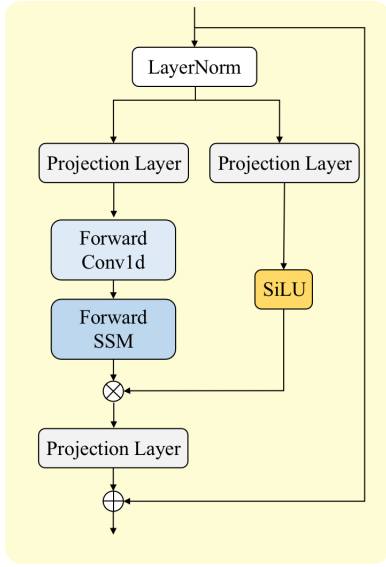 LayerNorm
Projection Layer
Projection Layer
Forward
Conv1d
SiLU
Forward
SSM
Projection Layer